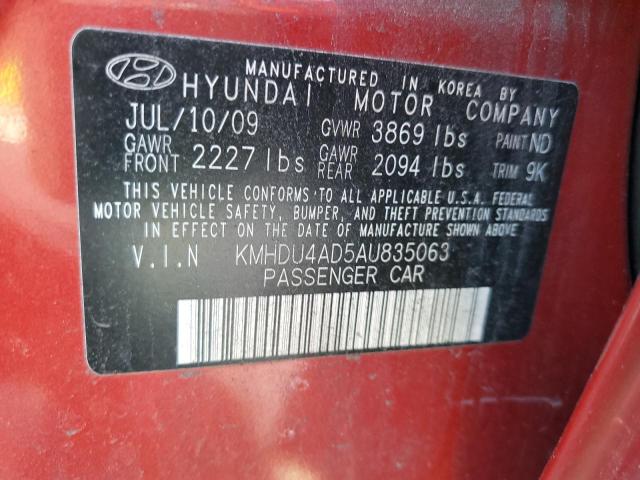 MANUFACTURED IN KOREA BY
HYUNDAI MOTOR COMPANY
JUL/10/09 GVWR 3869 lbs PAINT ND
GAWR FRONT 2227 lbs GAWR REAR 2094 lbs TRIM 9K
THIS VEHICLE CONFORMS TO ALL APPLICABLE U.S.A. FEDERAL
MOTOR VEHICLE SAFETY, BUMPER, AND THEFT PREVENTION STANDARDS
IN EFFECT ON THE DATE OF MANUFACTURE SHOWN ABOVE.
V.I.N KMHDU4AD5AU835063
PASSENGER CAR